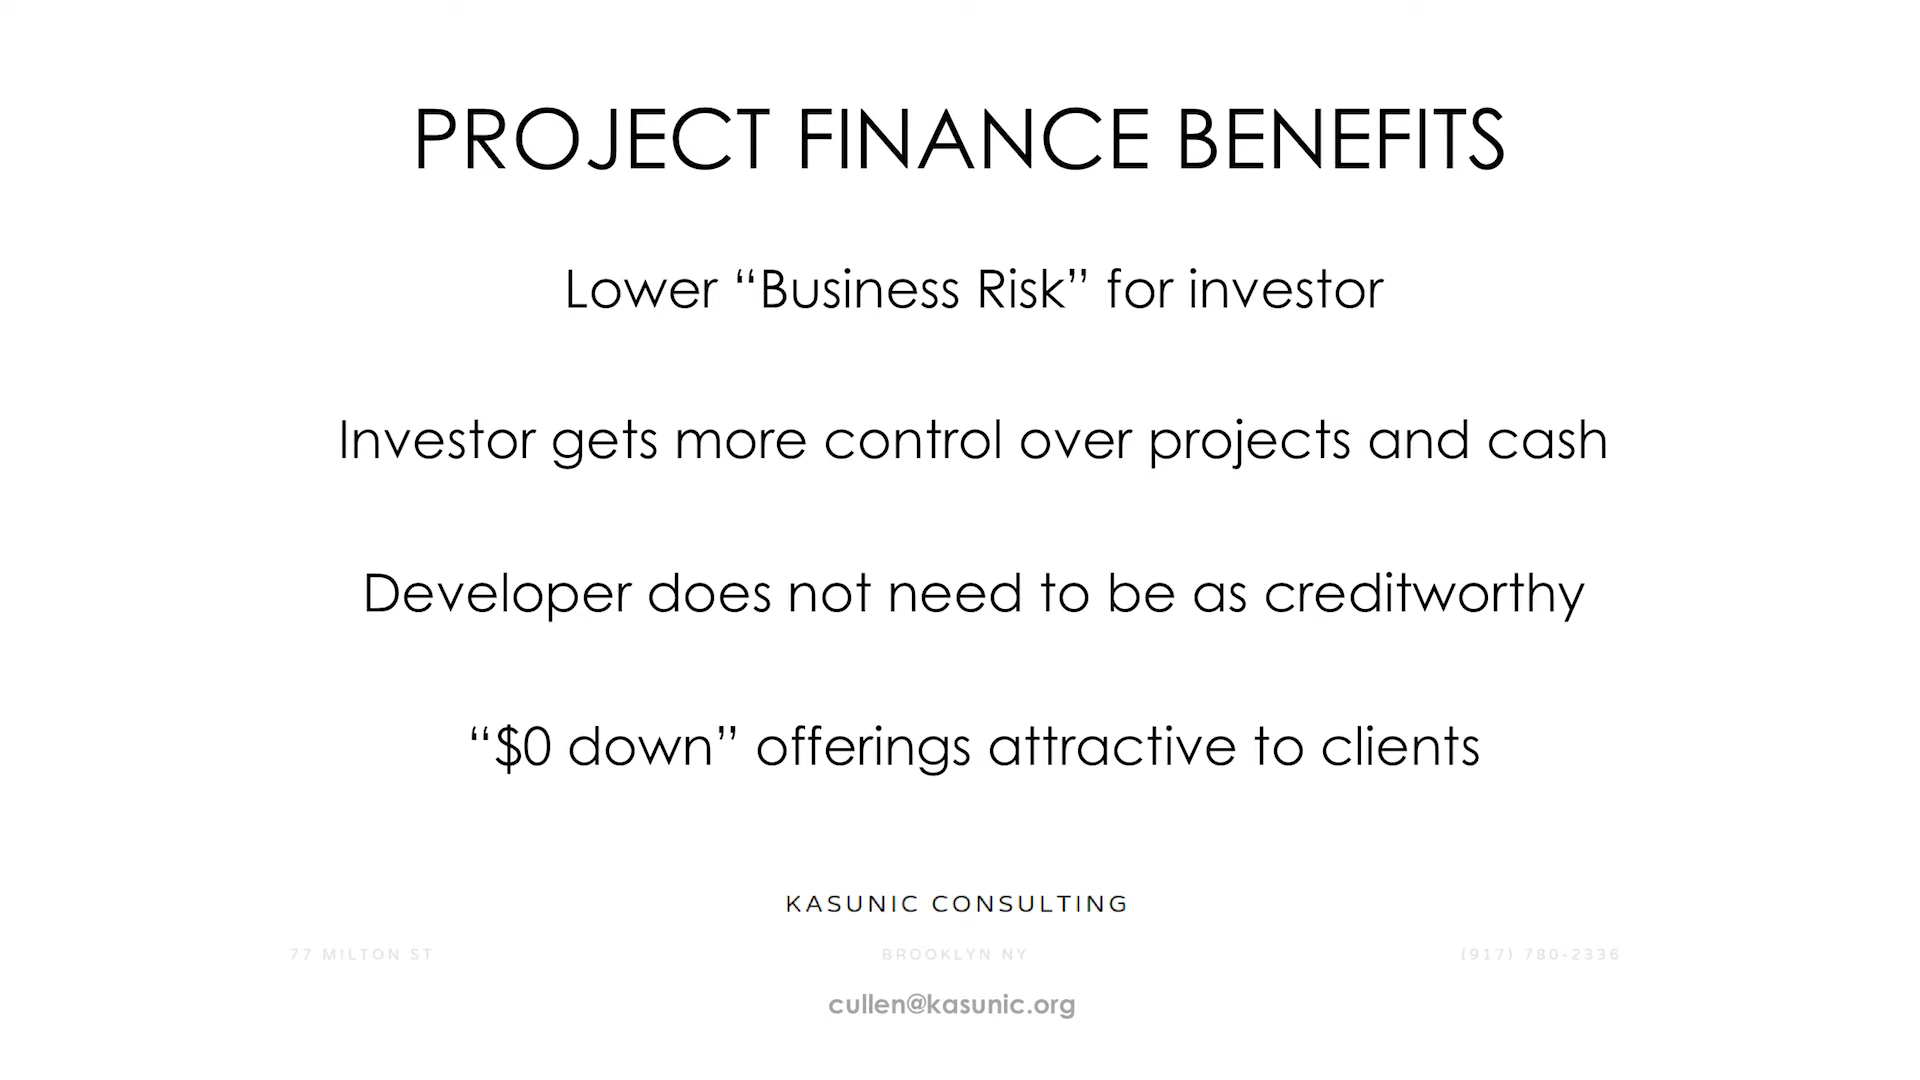 PROJECT FINANCE BENEFITS
Lower “Business Risk” for investor
Investor gets more control over projects and cash
Developer does not need to be as creditworthy
“$0 down” offerings attractive to clients
KASUNIC CONSULTING
77 MILTON ST BROOKLYN NY (917) 780-2336
cullen@kasunic.org